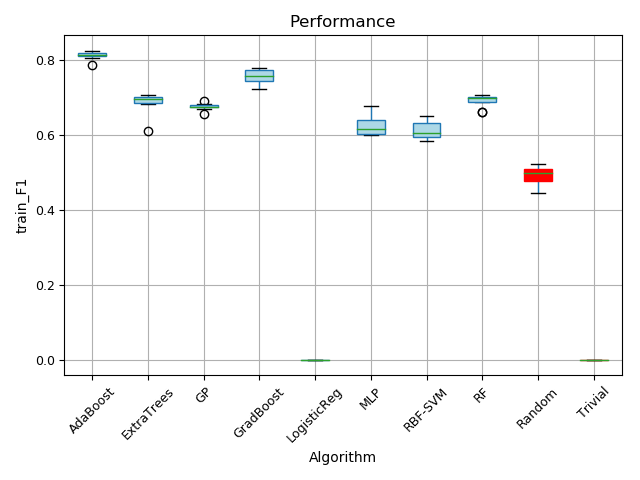 Performance
train_F1
0.8
0.6
0.4
0.2
0.0
AdaBoost
ExtraTrees
GP
GradBoost
LogisticReg
MLP
RBF-SVM
RF
Random
Trivial
Algorithm